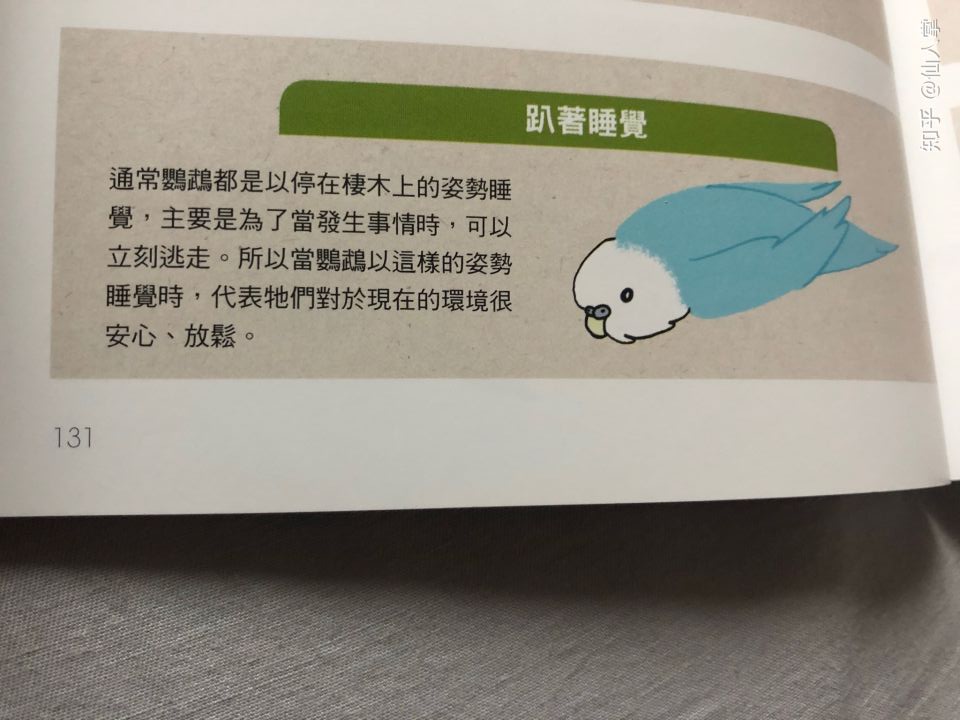 趴著睡覺
通常鸚鵡都是以停在棲木上的姿勢睡
覺，主要是為了當發生事情時，可以
立刻逃走。所以當鸚鵡以這樣的姿勢
睡覺時，代表牠們對於現在的環境很
安心、放鬆。
131
知乎 @仙人掌